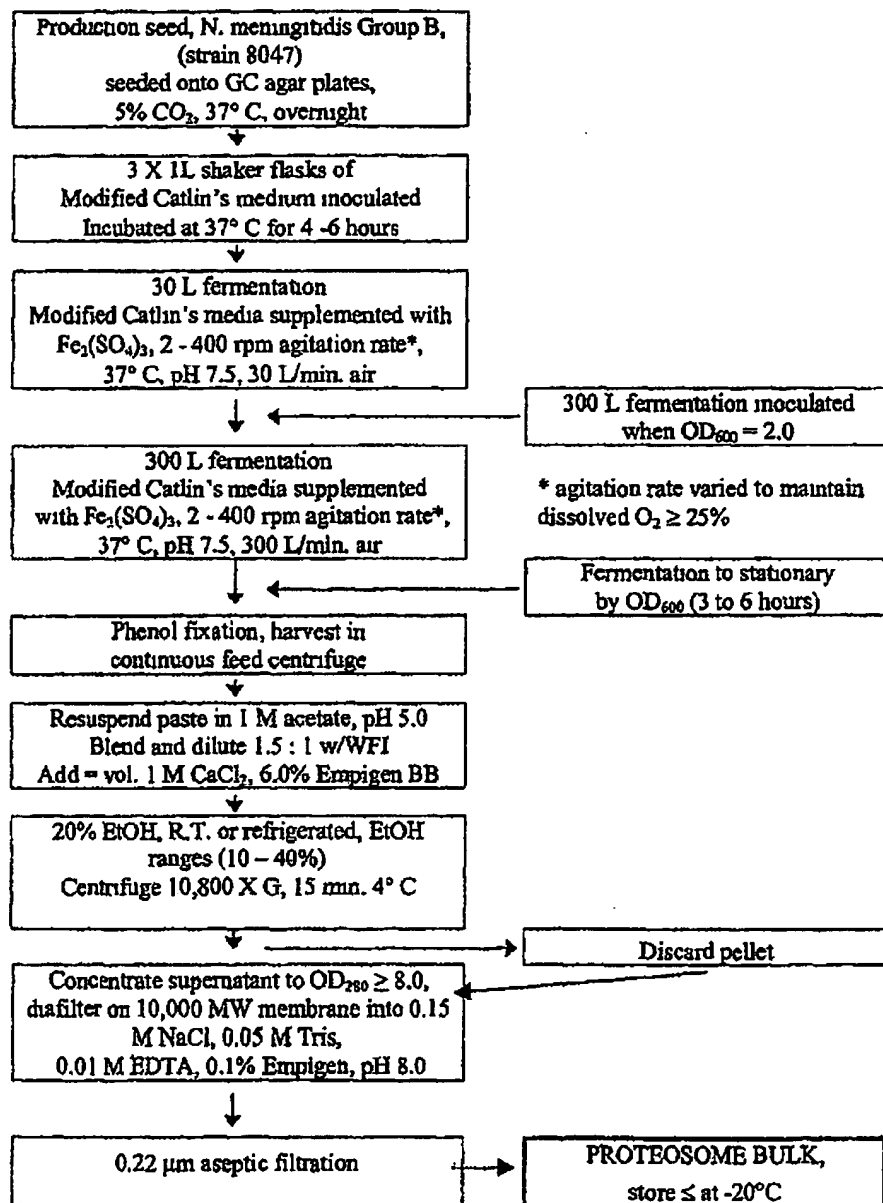 Production seed, N. meningitidis Group B,
(strain 8047)
seeded onto GC agar plates,
5% CO₂, 37° C, overnight
3 X 1L shaker flasks of
Modified Catlin's medium inoculated
Incubated at 37° C for 4 -6 hours
30 L fermentation
Modified Catlin's media supplemented with
Fe₂(SO₄)₃, 2 - 400 rpm agitation rate*,
37° C, pH 7.5, 30 L/min. air
300 L fermentation inoculated
when OD₆₀₀ = 2.0
300 L fermentation
Modified Catlin's media supplemented
with Fe₂(SO₄)₃, 2 - 400 rpm agitation rate*,
37° C, pH 7.5, 300 L/min. air
* agitation rate varied to maintain
dissolved O₂ ≥ 25%
Fermentation to stationary
by OD₆₀₀ (3 to 6 hours)
Phenol fixation, harvest in
continuous feed centrifuge
Resuspend paste in 1 M acetate, pH 5.0
Blend and dilute 1.5 : 1 w/WFI
Add = vol. 1 M CaCl₂, 6.0% Empigen BB
20% EtOH, R.T. or refrigerated, EtOH
ranges (10 – 40%)
Centrifuge 10,800 X G, 15 min. 4° C
Discard pellet
Concentrate supernatant to OD₂₈₀ ≥ 8.0,
diafilter on 10,000 MW membrane into 0.15
M NaCl, 0.05 M Tris,
0.01 M EDTA, 0.1% Empigen, pH 8.0
0.22 μm aseptic filtration
PROTEOSOME BULK,
store ≤ at -20°C